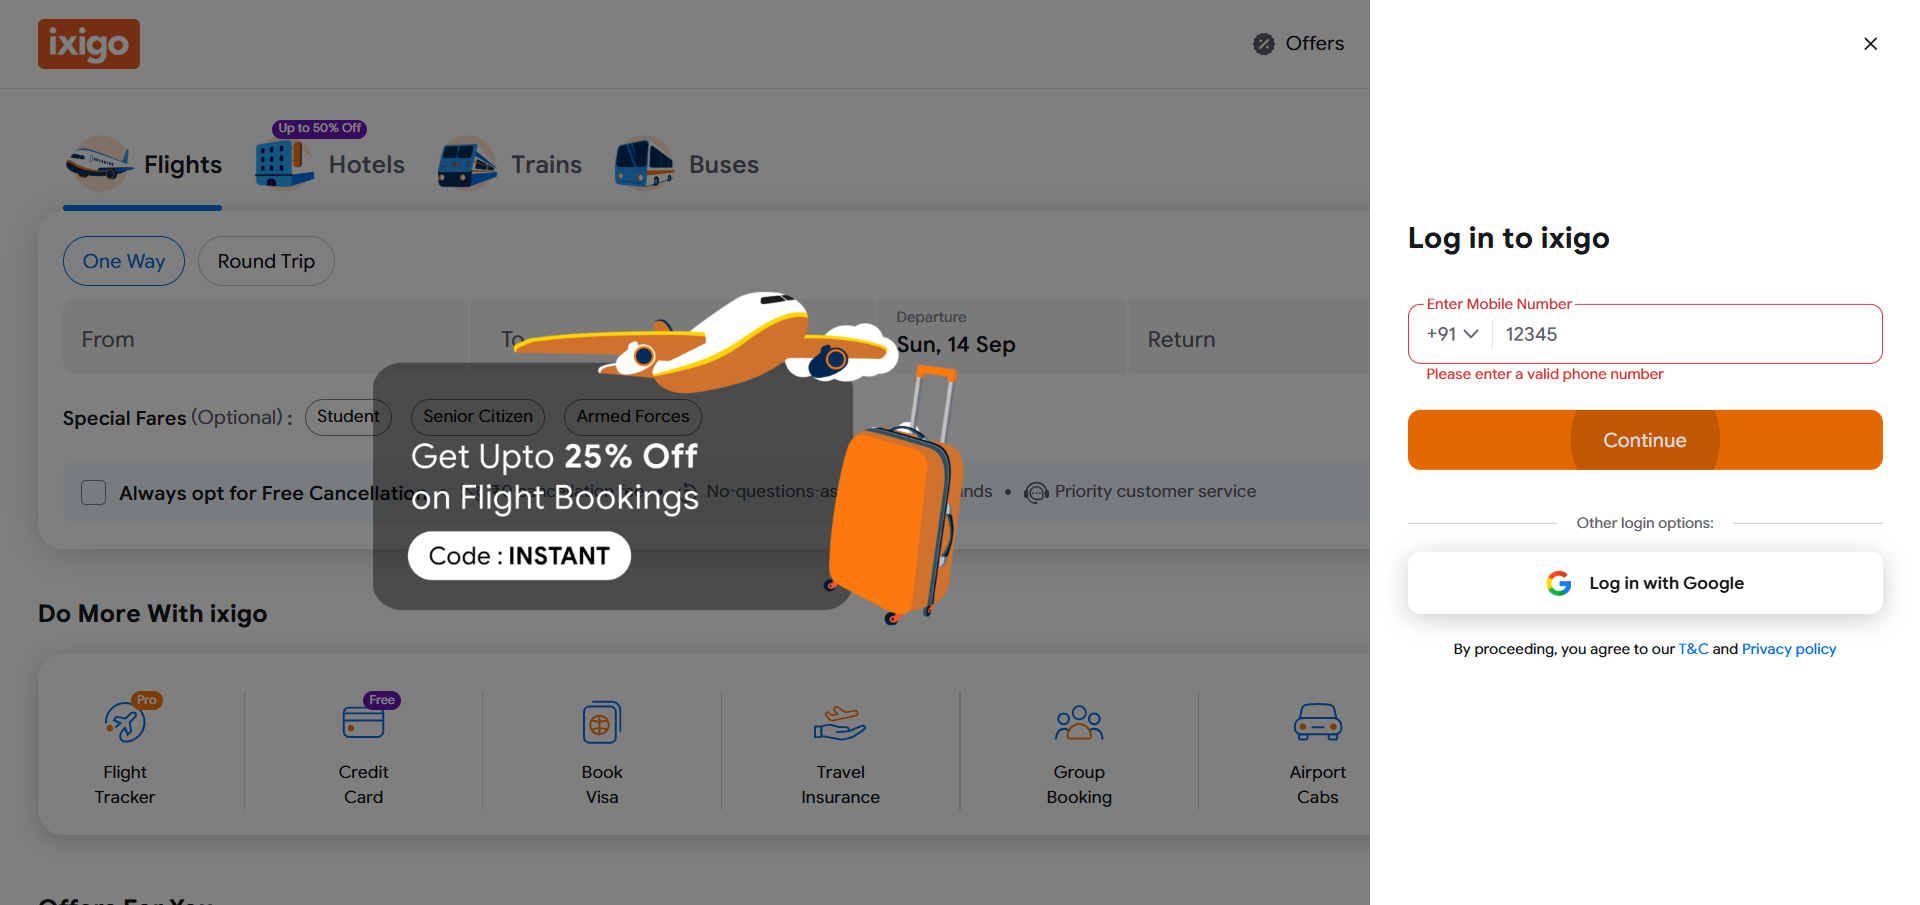 ixigo
Offers
Up to 50% Off
Flights
Hotels
Trains
Buses
One Way
Round Trip
From
To
Departure
Sun, 14 Sep
Return
Special Fares (Optional) :
Student
Senior Citizen
Armed Forces
Always opt for Free Cancellation
No-questions-as
nds
• Priority customer service
Get Upto 25% Off
on Flight Bookings
Code : INSTANT
Do More With ixigo
Pro
Flight
Tracker
Free
Credit
Card
Book
Visa
Travel
Insurance
Group
Booking
Airport
Cabs
Offers For You
Log in to ixigo
Enter Mobile Number
+91
12345
Please enter a valid phone number
Continue
Other login options:
Log in with Google
By proceeding, you agree to our T&C and Privacy policy